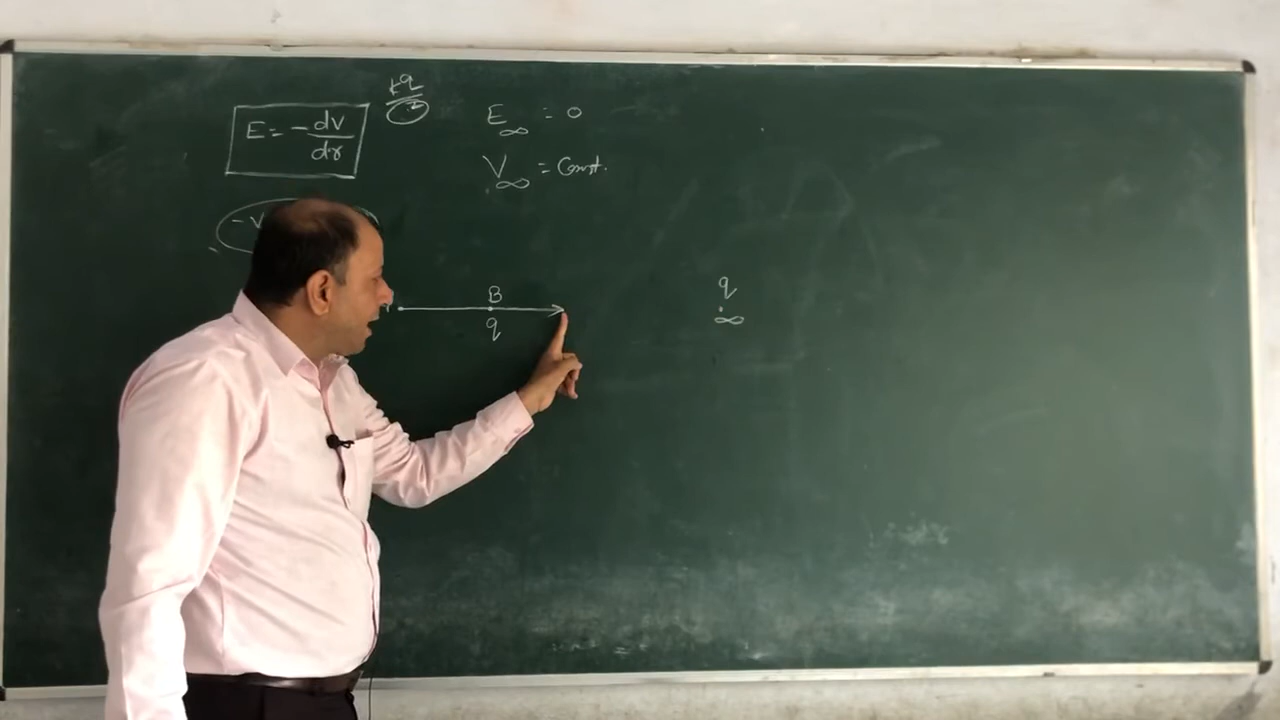 kq
E = - dv/dr
E∞ = 0
V∞ = Const.
- V
B
q
q
∞